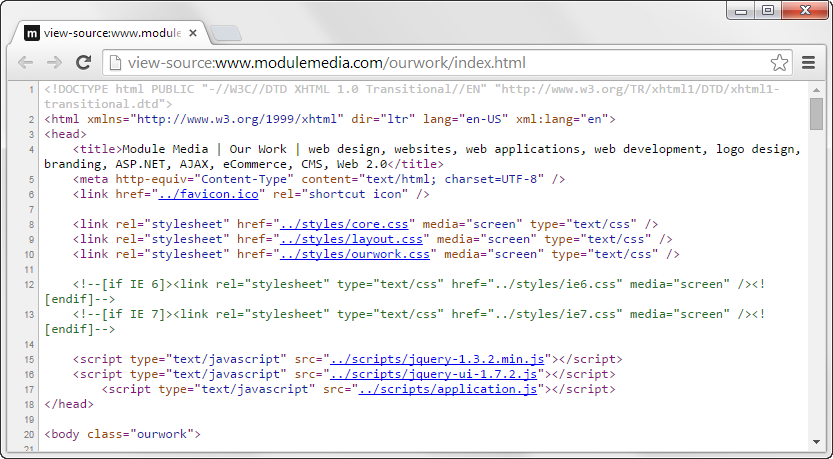 m view-source:www.module
view-source:www.modulemedia.com/ourwork/index.html
1 <!DOCTYPE html PUBLIC "-//W3C//DTD XHTML 1.0 Transitional//EN" "http://www.w3.org/TR/xhtml1/DTD/xhtml1-
transitional.dtd">
2 <html xmlns="http://www.w3.org/1999/xhtml" dir="ltr" lang="en-US" xml:lang="en">
3 <head>
4 <title>Module Media | Our Work | web design, websites, web applications, web development, logo design,
branding, ASP.NET, AJAX, eCommerce, CMS, Web 2.0</title>
5 <meta http-equiv="Content-Type" content="text/html; charset=UTF-8" />
6 <link href="../favicon.ico" rel="shortcut icon" />
7
8 <link rel="stylesheet" href="../styles/core.css" media="screen" type="text/css" />
9 <link rel="stylesheet" href="../styles/layout.css" media="screen" type="text/css" />
10 <link rel="stylesheet" href="../styles/ourwork.css" media="screen" type="text/css" />
11
12 <!--[if IE 6]><link rel="stylesheet" type="text/css" href="../styles/ie6.css" media="screen" /><!
[endif]-->
13 <!--[if IE 7]><link rel="stylesheet" type="text/css" href="../styles/ie7.css" media="screen" /><!
[endif]-->
14
15 <script type="text/javascript" src="../scripts/jquery-1.3.2.min.js"></script>
16 <script type="text/javascript" src="../scripts/jquery-ui-1.7.2.js"></script>
17 <script type="text/javascript" src="../scripts/application.js"></script>
18 </head>
19
20 <body class="ourwork">
21